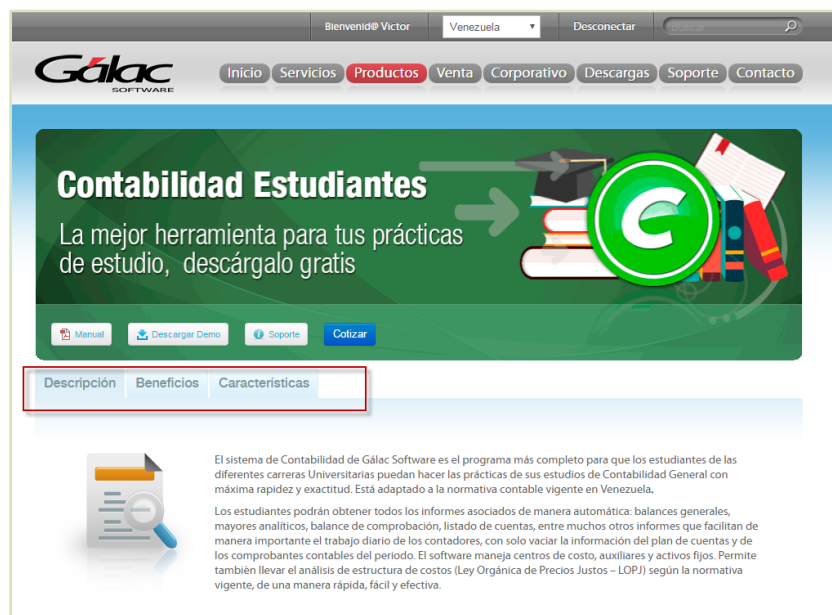 Bienvenid@ Victor
Venezuela
Desconectar
Buscar
Gálac
SOFTWARE
Inicio
Servicios
Productos
Venta
Corporativo
Descargas
Soporte
Contacto
Contabilidad Estudiantes
La mejor herramienta para tus prácticas
de estudio, descárgalo gratis
C
Manual
Descargar Demo
Soporte
Cotizar
Descripción
Beneficios
Características
El sistema de Contabilidad de Gálac Software es el programa más completo para que los estudiantes de las
diferentes carreras Universitarias puedan hacer las prácticas de sus estudios de Contabilidad General con
máxima rapidez y exactitud. Está adaptado a la normativa contable vigente en Venezuela.
Los estudiantes podrán obtener todos los informes asociados de manera automática: balances generales,
mayores analíticos, balance de comprobación, listado de cuentas, entre muchos otros informes que facilitan de
manera importante el trabajo diario de los contadores, con solo vaciar la información del plan de cuentas y de
los comprobantes contables del periodo. El software maneja centros de costo, auxiliares y activos fijos. Permite
también llevar el análisis de estructura de costos (Ley Orgánica de Precios Justos – LOPJ) según la normativa
vigente, de una manera rápida, fácil y efectiva.